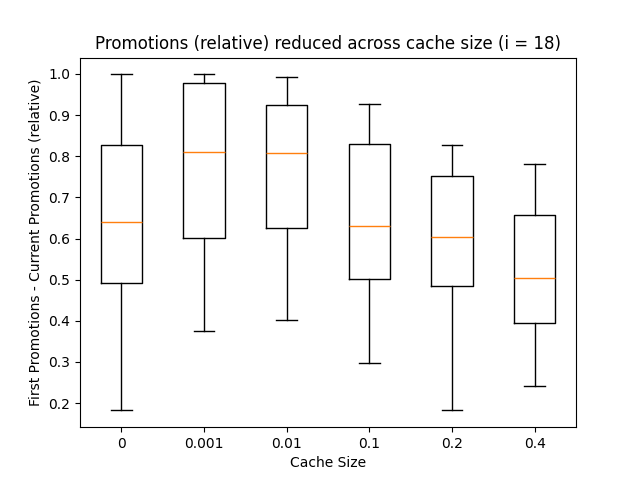 Promotions (relative) reduced across cache size (i = 18)
First Promotions - Current Promotions (relative)
1.0
0.9
0.8
0.7
0.6
0.5
0.4
0.3
0.2
0 0.001 0.01 0.1 0.2 0.4
Cache Size